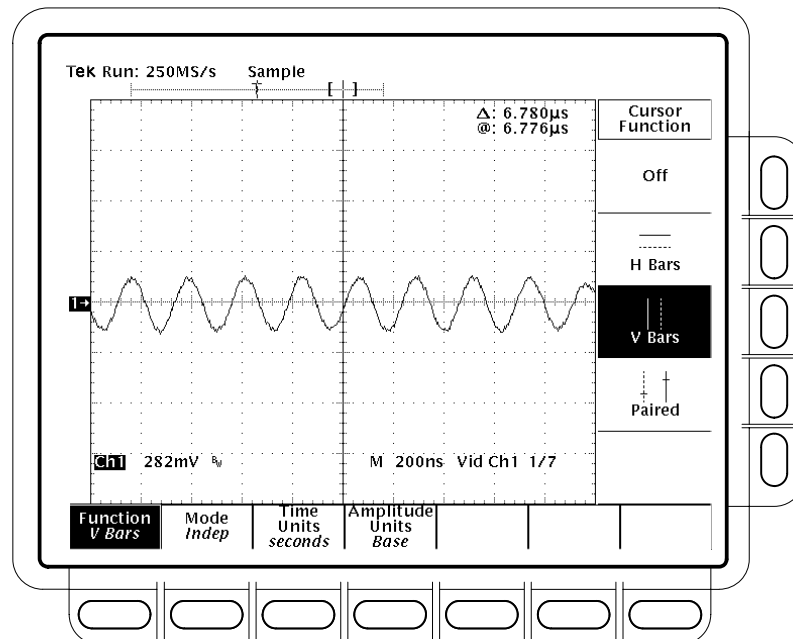 Tek Run: 250MS/s Sample
T
[ ]
Δ: 6.780µs
@: 6.776µs
1→
Ch1 282mV BW M 200ns Vid Ch1 1/7
Cursor
Function
Off
H Bars
V Bars
Paired
Function
V Bars
Mode
Indep
Time
Units
seconds
Amplitude
Units
Base